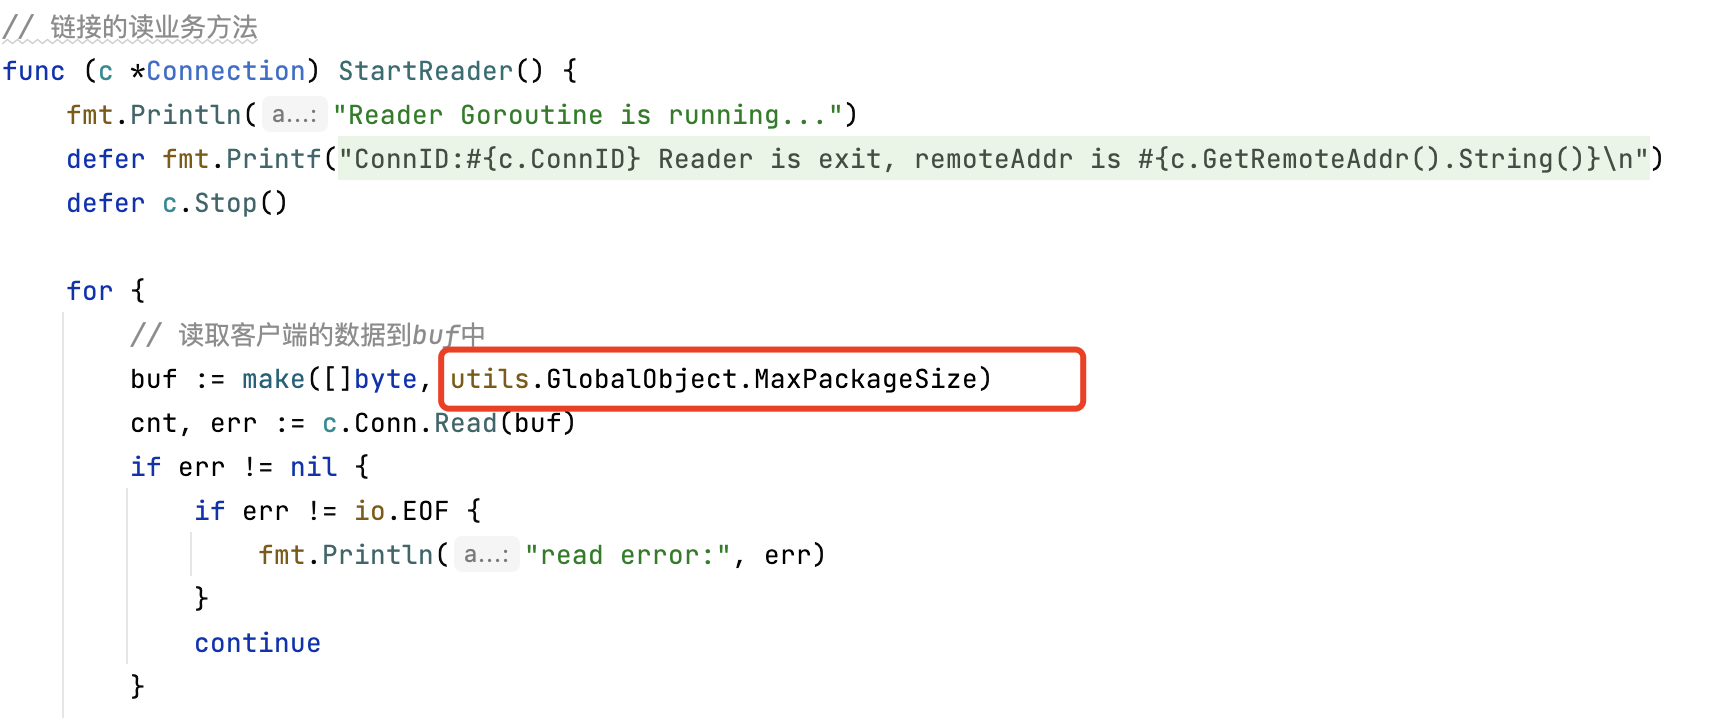 // 链接的读业务方法
func (c *Connection) StartReader() {
    fmt.Println( a...: "Reader Goroutine is running...")
    defer fmt.Printf("ConnID:#{c.ConnID} Reader is exit, remoteAddr is #{c.GetRemoteAddr().String()}\n")
    defer c.Stop()

    for {
        // 读取客户端的数据到buf中
        buf := make([]byte, utils.GlobalObject.MaxPackageSize)
        cnt, err := c.Conn.Read(buf)
        if err != nil {
            if err != io.EOF {
                fmt.Println( a...: "read error:", err)
            }
            continue
        }